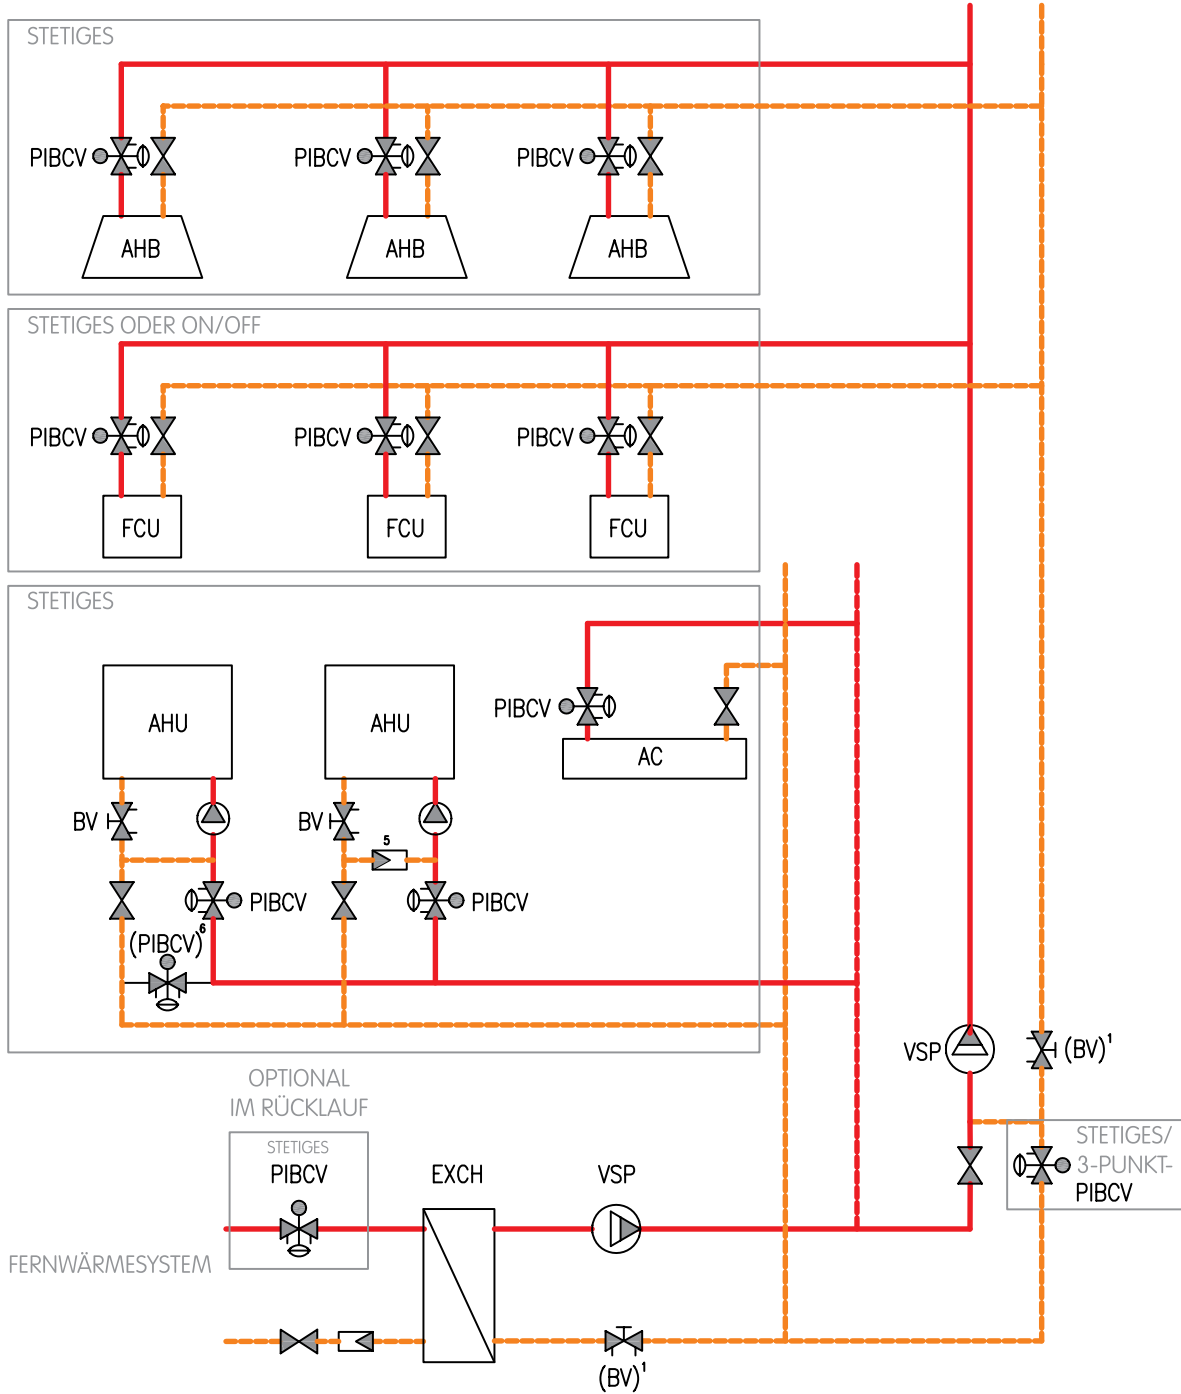 STETIGES
PIBCV PIBCV PIBCV
AHB AHB AHB
STETIGES ODER ON/OFF
PIBCV PIBCV PIBCV
FCU FCU FCU
STETIGES
PIBCV
AHU AHU AC
BV BV 5
PIBCV PIBCV
(PIBCV)⁶
VSP (BV)¹
OPTIONAL
IM RÜCKLAUF
STETIGES
PIBCV
EXCH VSP
STETIGES/
3-PUNKT-
PIBCV
FERNWÄRMESYSTEM
(BV)¹